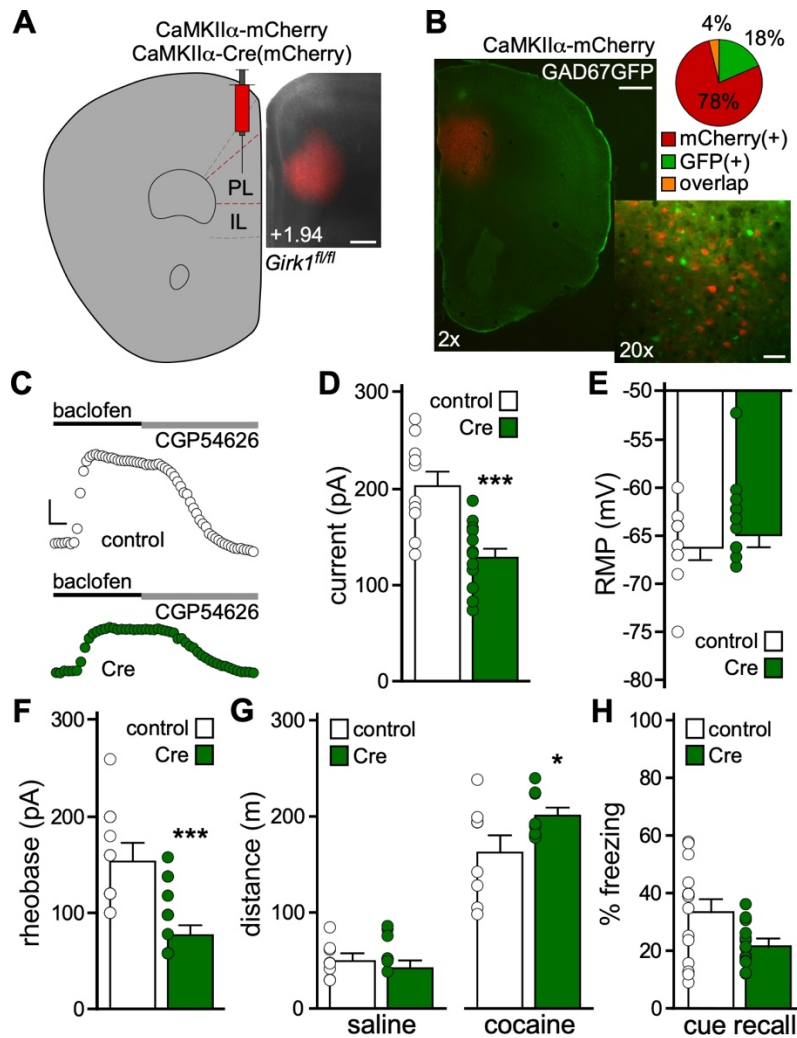 A
CaMKIIα-mCherry
CaMKIIα-Cre(mCherry)
PL
IL
+1.94
Girk1fl/fl
B
CaMKIIα-mCherry
GAD67GFP
4%
18%
78%
mCherry(+)
GFP(+)
overlap
2x
20x
C
baclofen
CGP54626
control
baclofen
CGP54626
Cre
D
300
200
100
0
current (pA)
control
Cre
***
E
-50
-55
-60
-65
-70
-75
-80
RMP (mV)
control
Cre
F
300
200
100
0
rheobase (pA)
control
Cre
***
G
300
200
100
0
distance (m)
control
Cre
*
saline
cocaine
H
100
80
60
40
20
0
% freezing
control
Cre
cue recall